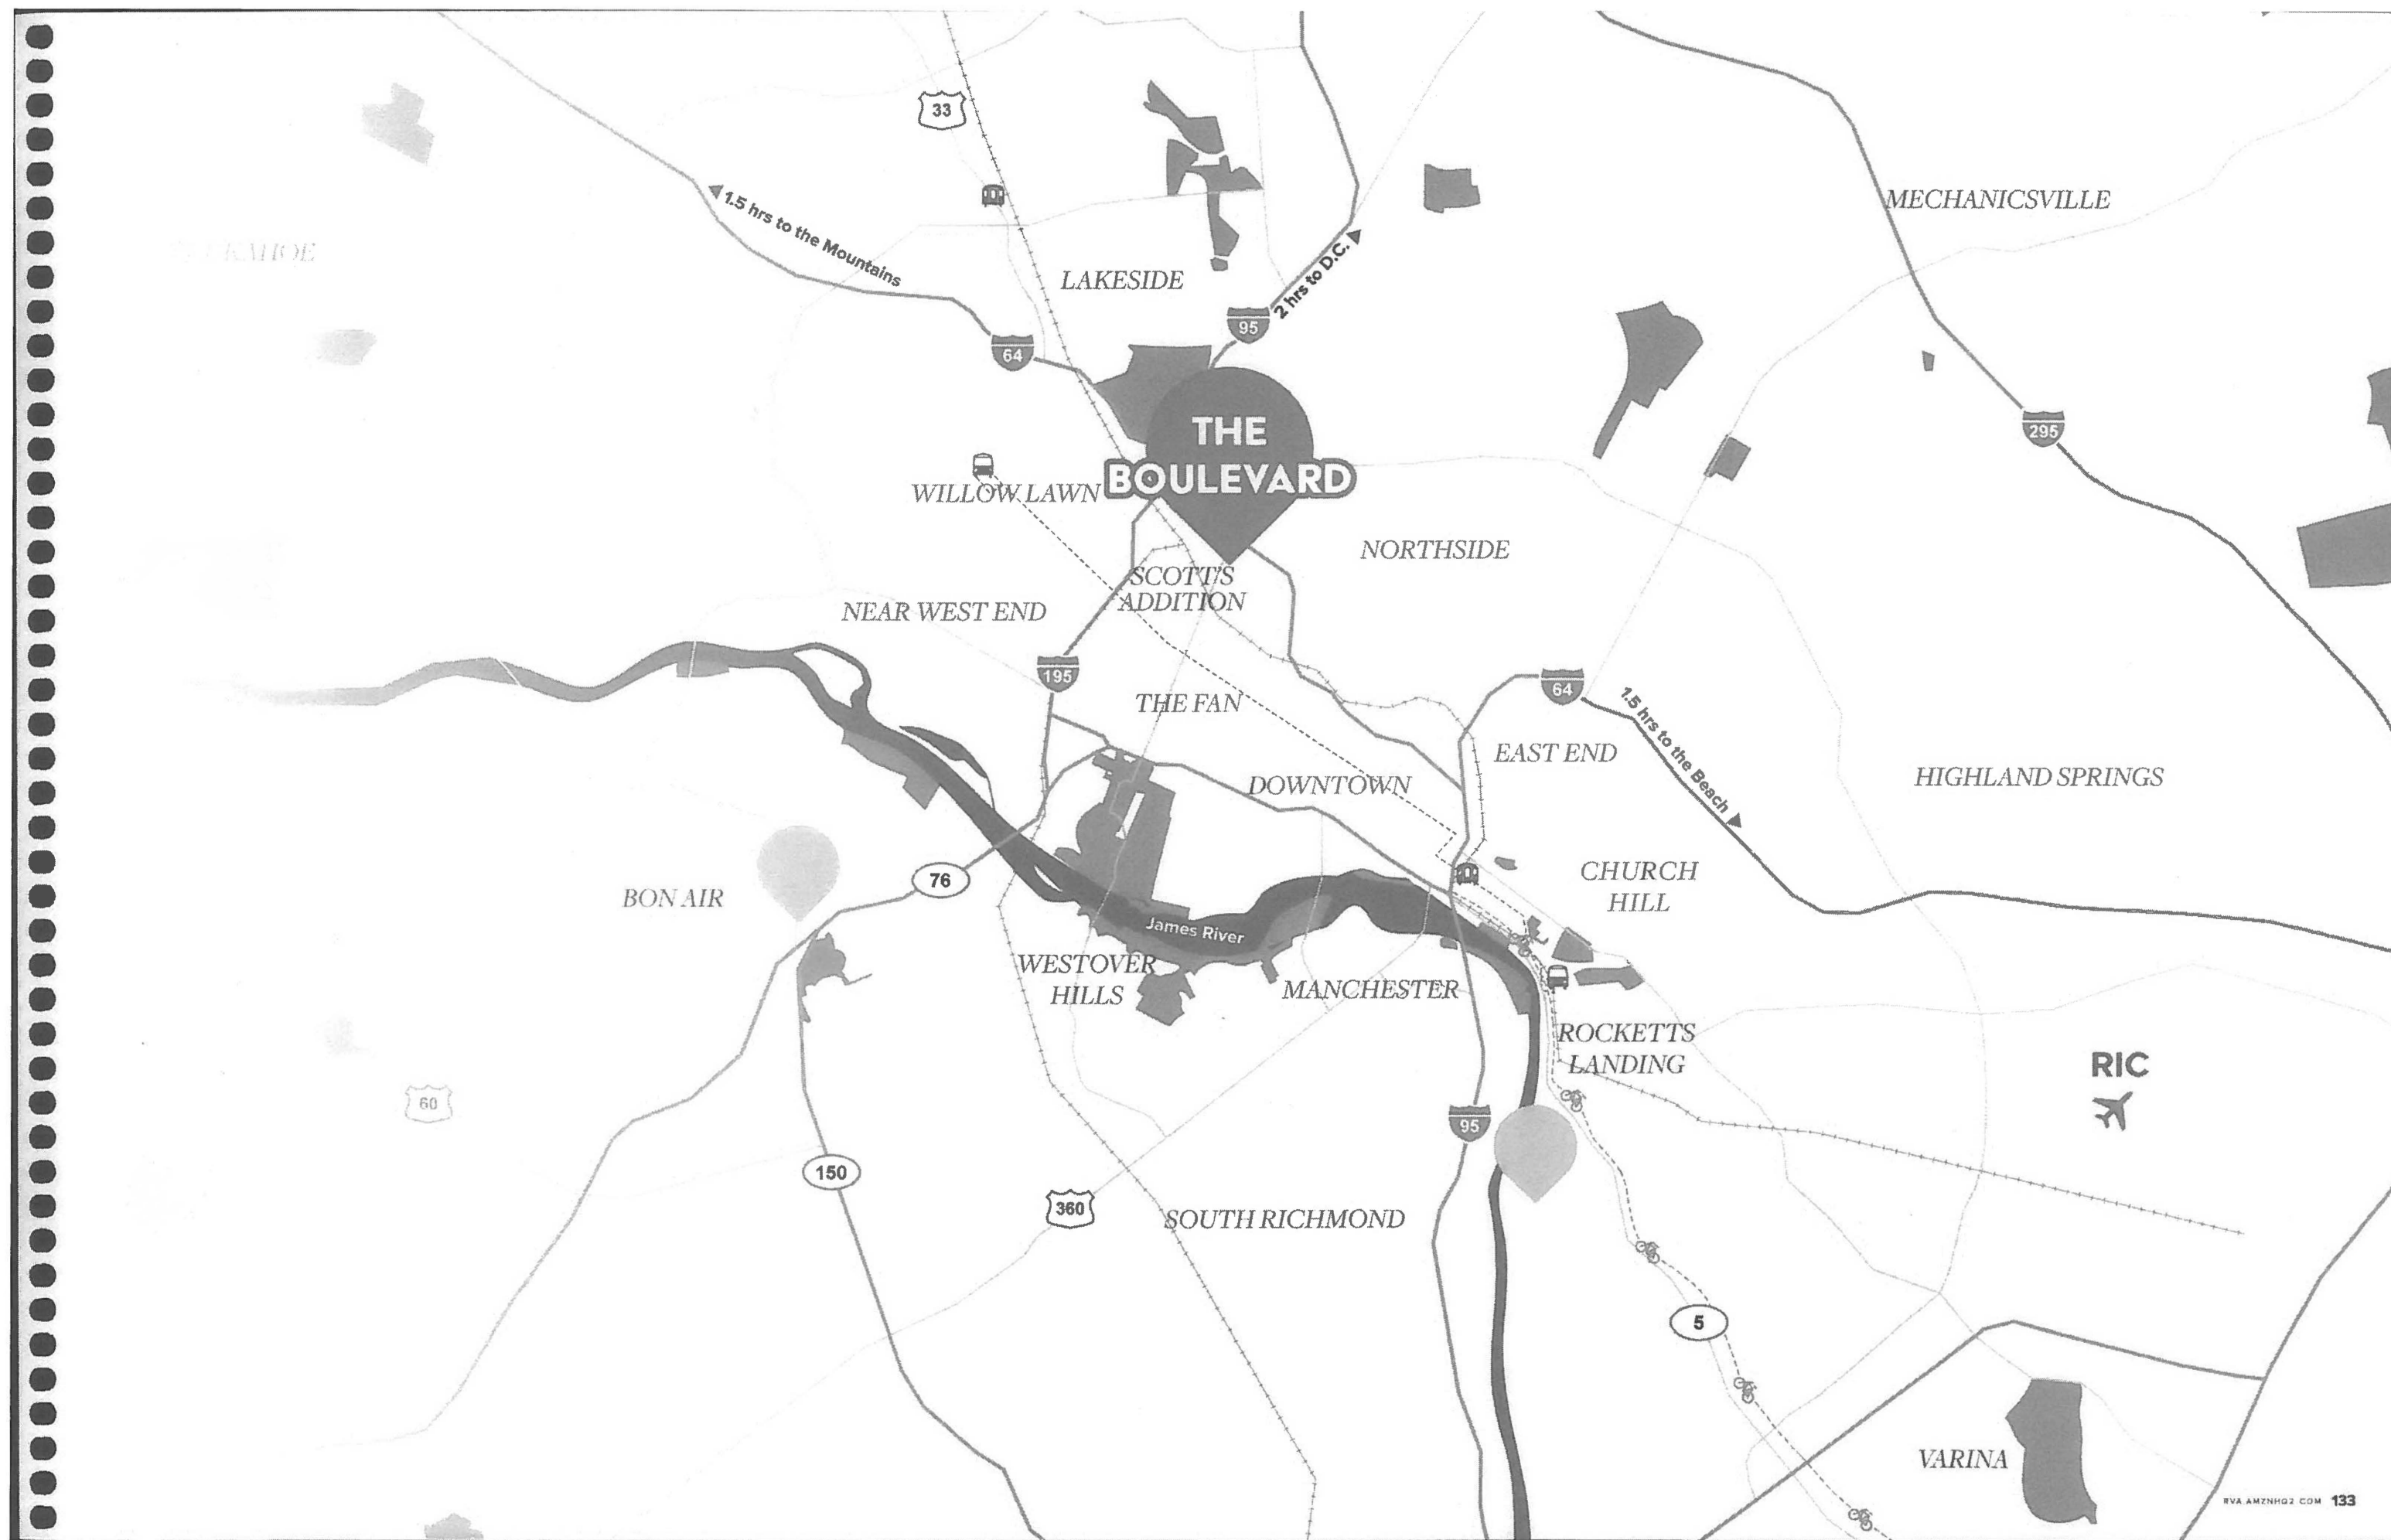 33
1.5 hrs to the Mountains
MECHANICSVILLE
LAKESIDE
2 hrs to D.C.
95
64
THE
BOULEVARD
295
WILLOW LAWN
NORTHSIDE
SCOTT'S
ADDITION
NEAR WEST END
195
THE FAN
64
1.5 hrs to the Beach
EAST END
DOWNTOWN
HIGHLAND SPRINGS
76
BON AIR
CHURCH
HILL
James River
WESTOVER
HILLS
MANCHESTER
ROCKETTS
LANDING
RIC
60
95
150
360
SOUTH RICHMOND
5
VARINA
RVA.AMZNHQ2.COM 133